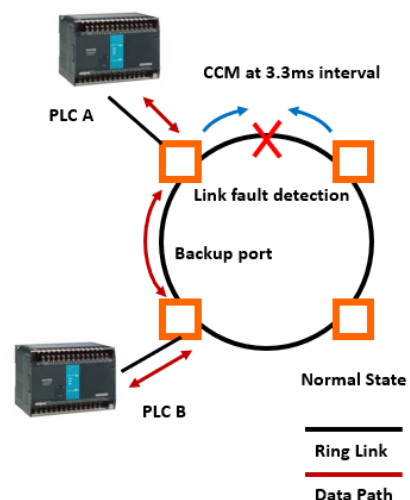 CCM at 3.3ms interval
PLC A
Link fault detection
Backup port
Normal State
PLC B
Ring Link
Data Path